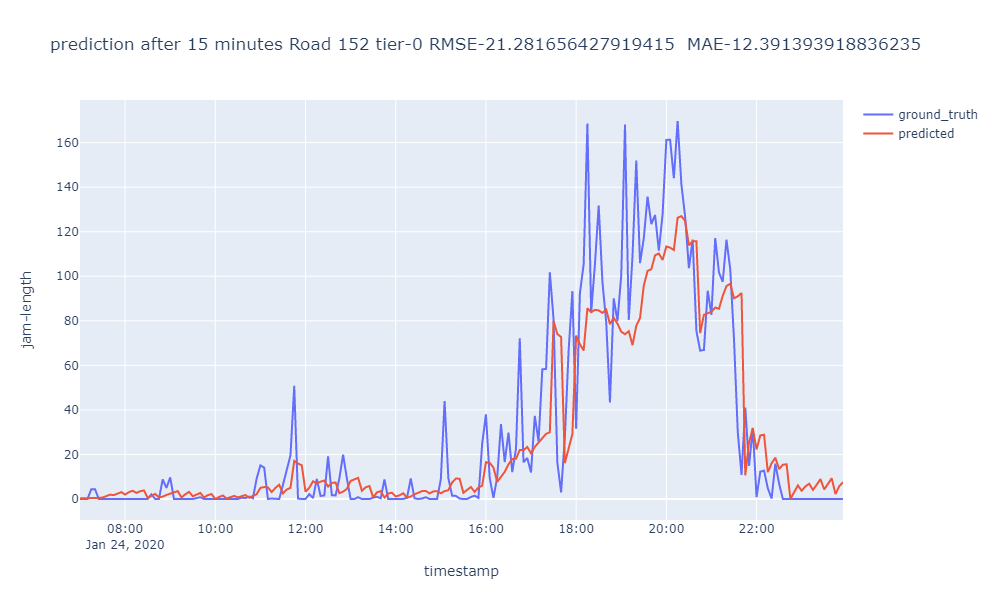 prediction after 15 minutes Road 152 tier-0 RMSE-21.281656427919415  MAE-12.391393918836235
ground_truth
predicted
160
140
120
100
80
60
40
20
0
jam-length
08:00 10:00 12:00 14:00 16:00 18:00 20:00 22:00
Jan 24, 2020
timestamp